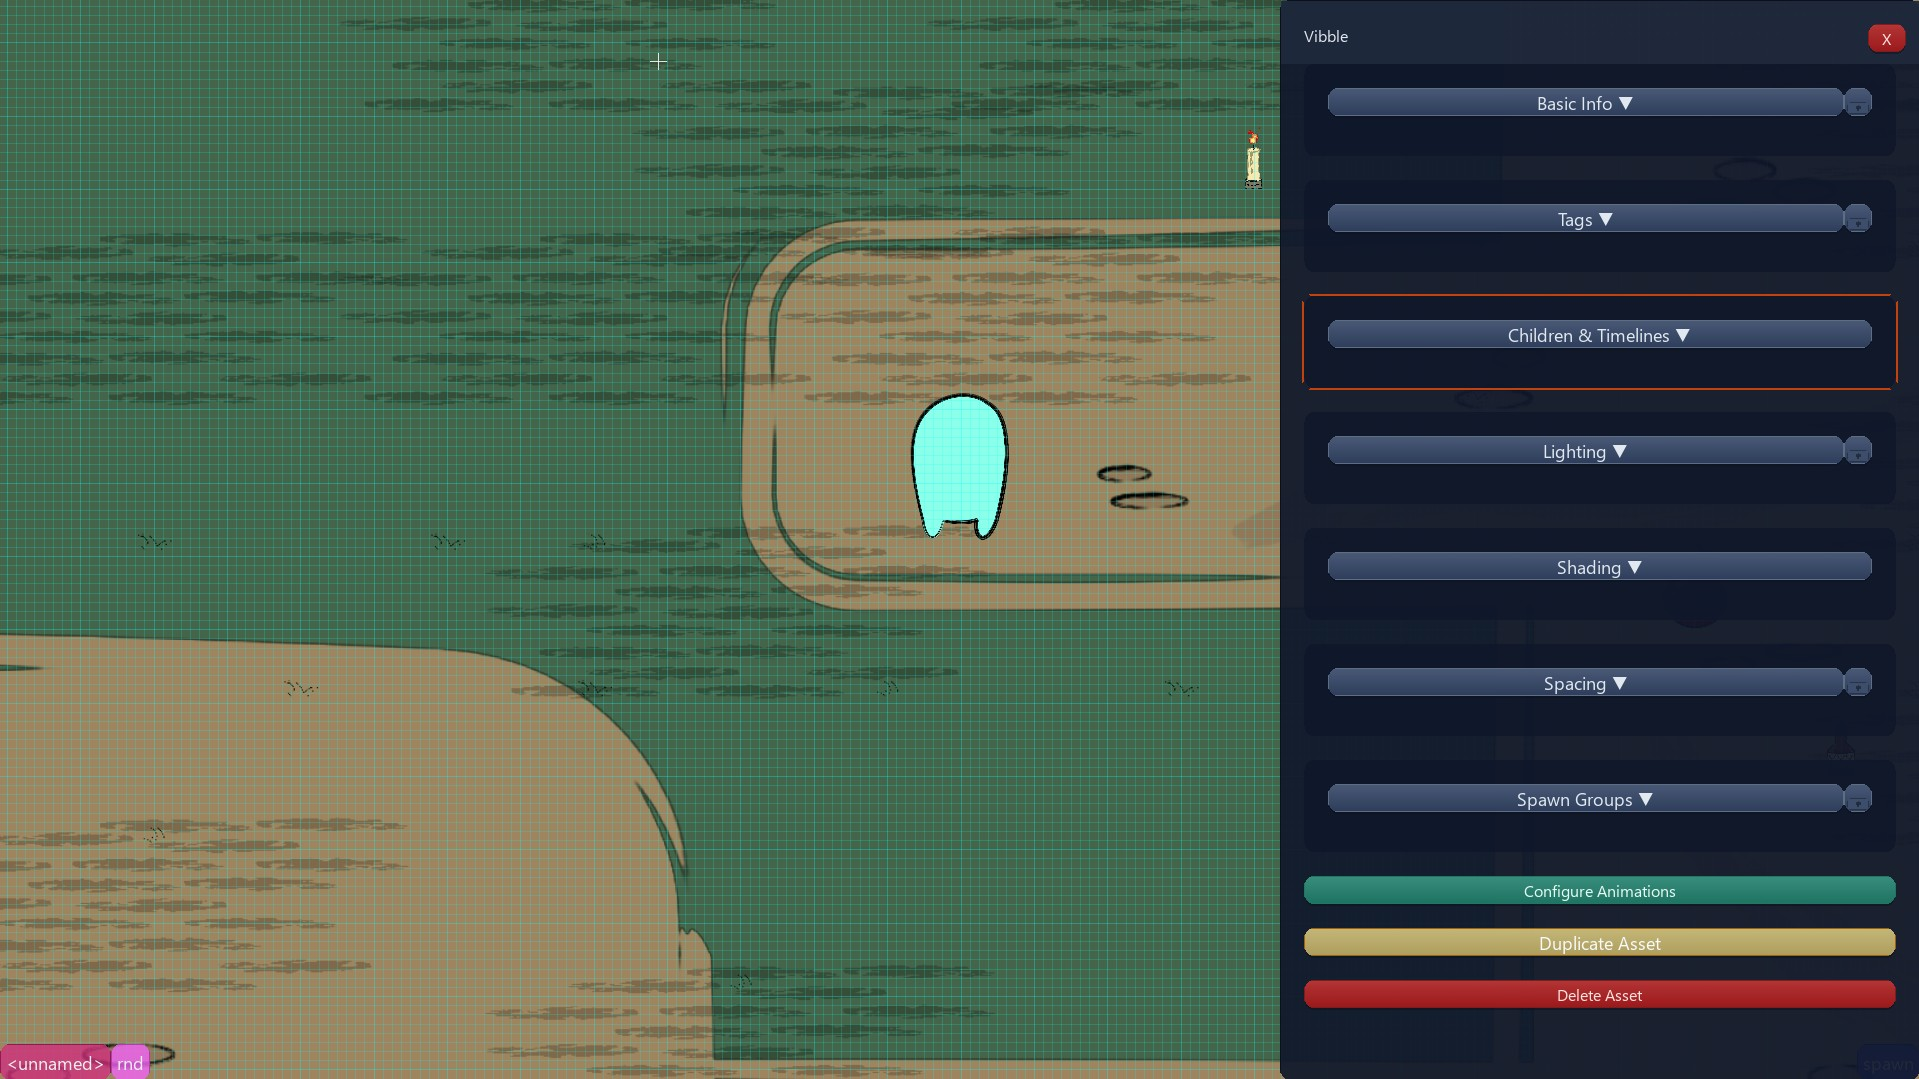 Vibble
X
Basic Info ▼
Tags ▼
Children & Timelines ▼
Lighting ▼
Shading ▼
Spacing ▼
Spawn Groups ▼
Configure Animations
Duplicate Asset
Delete Asset
<unnamed> rnd
spawn